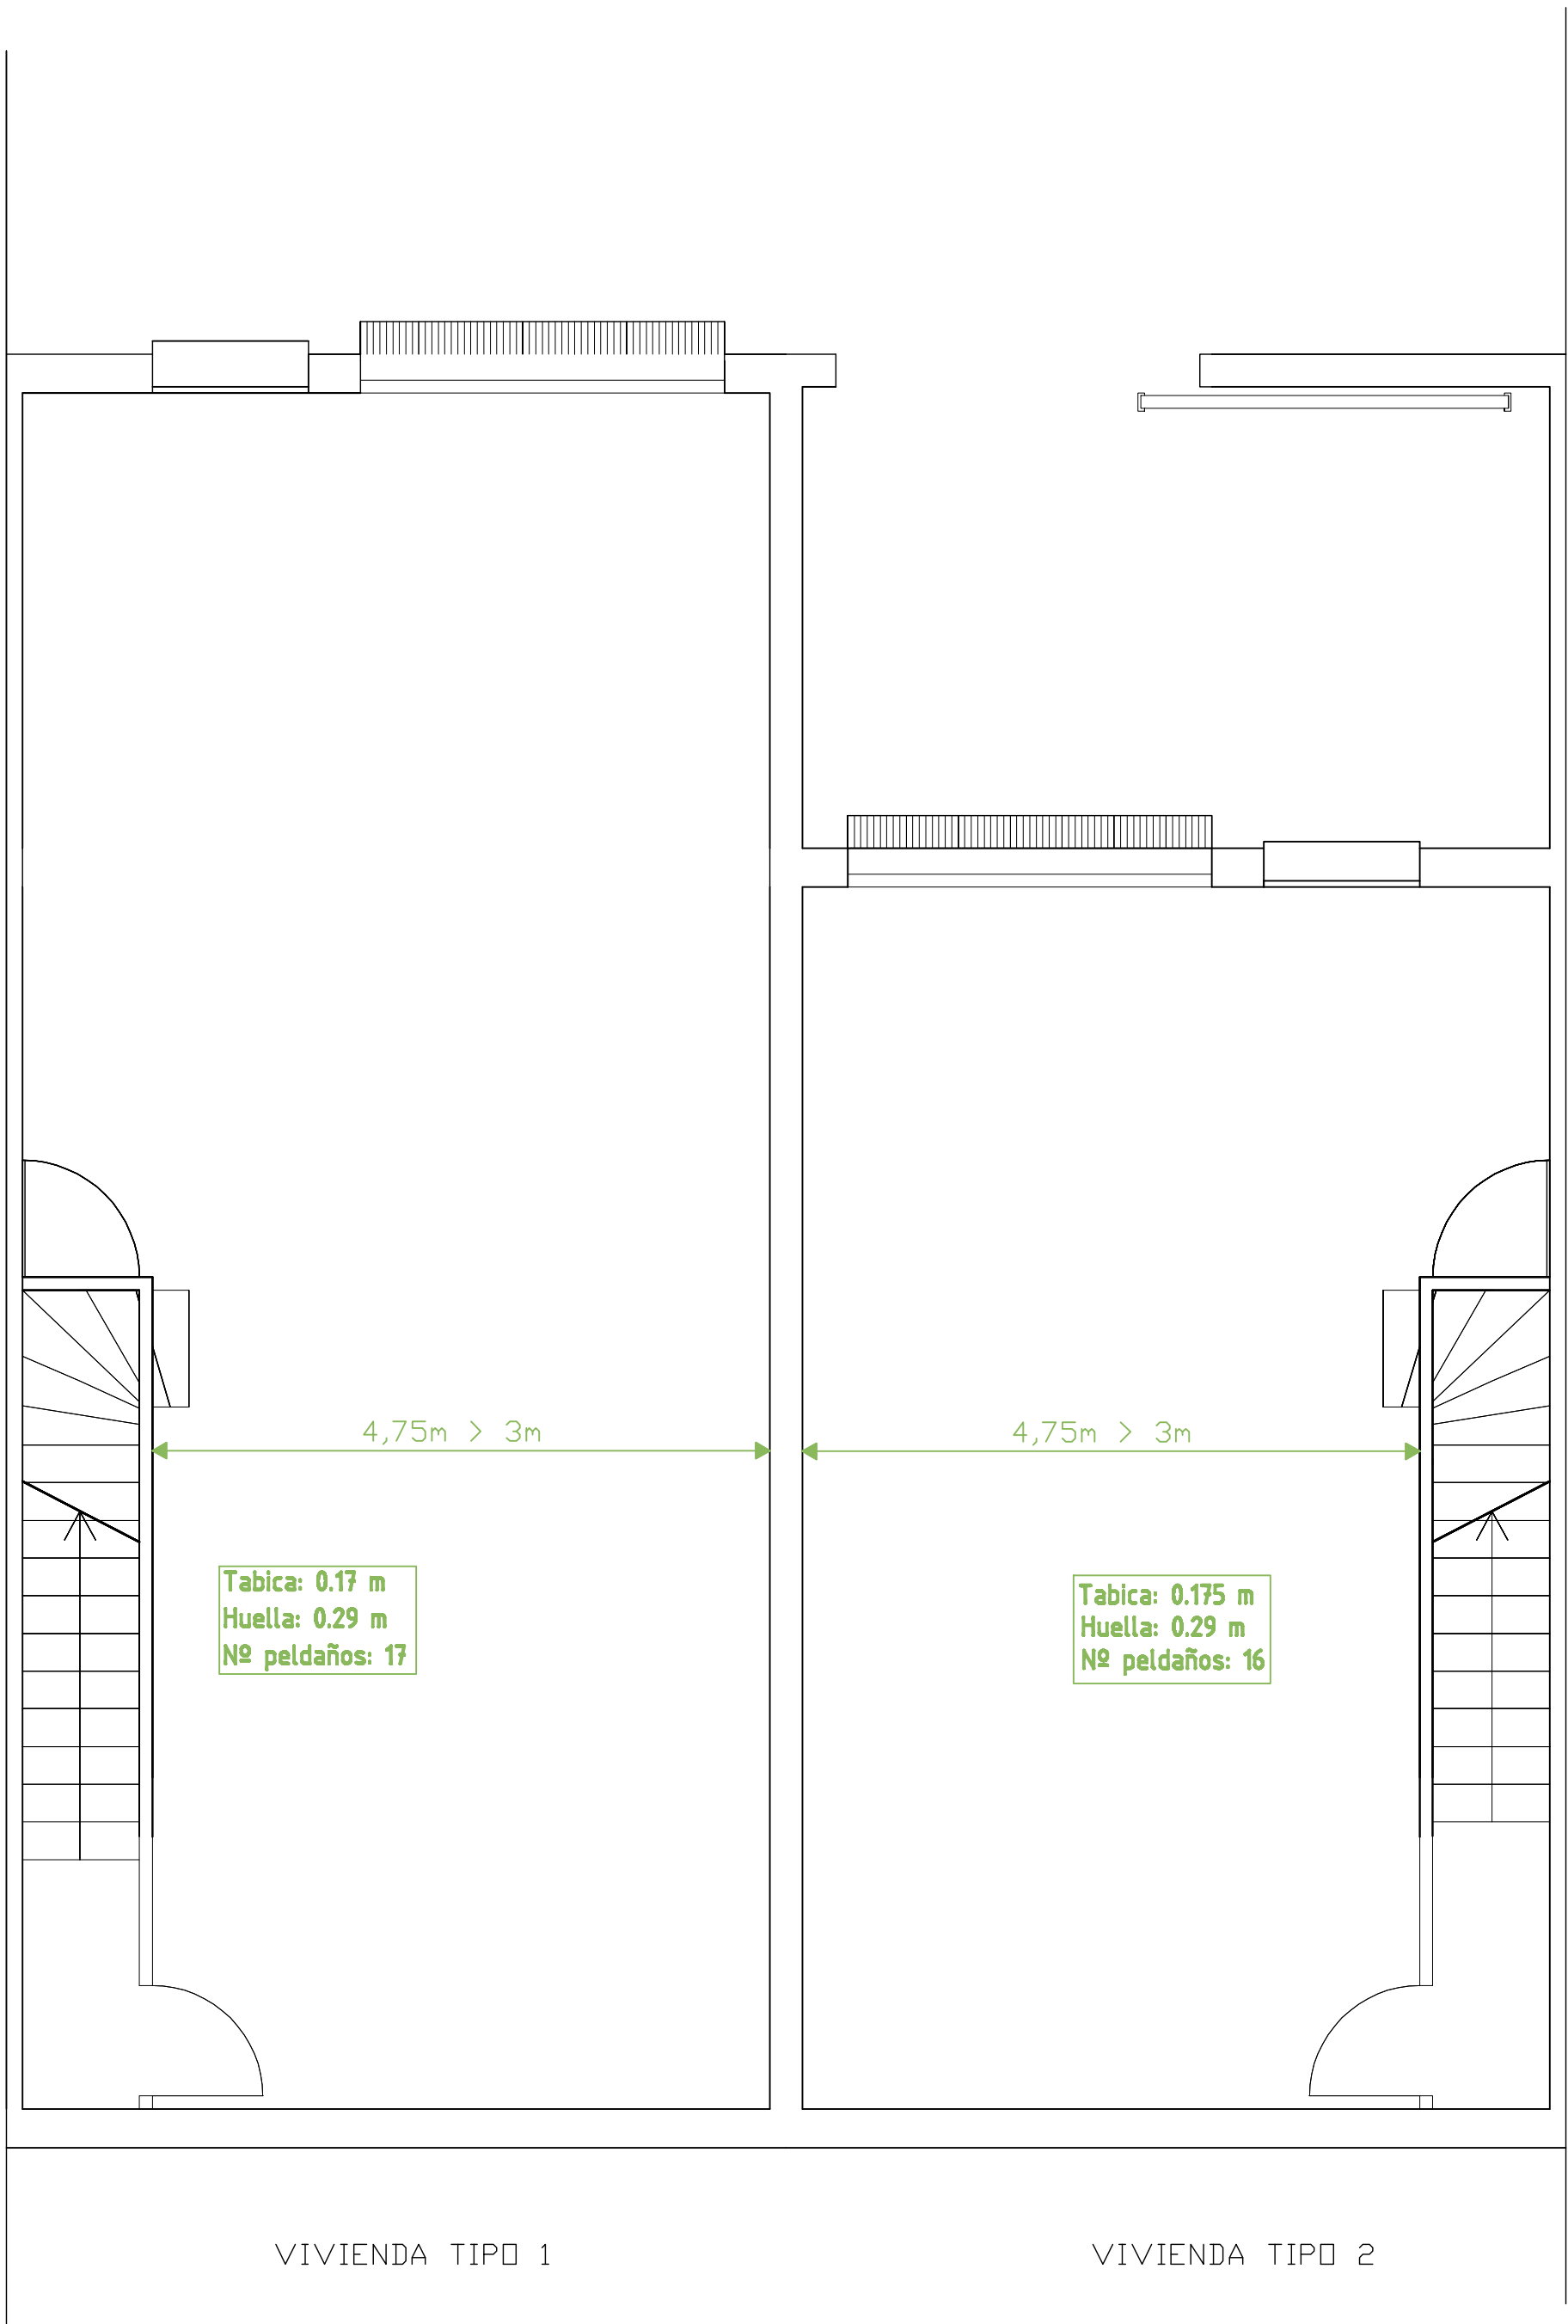 4,75m > 3m
4,75m > 3m
Tabica: 0.17 m
Huella: 0.29 m
Nº peldaños: 17
Tabica: 0.175 m
Huella: 0.29 m
Nº peldaños: 16
VIVIENDA TIPO 1
VIVIENDA TIPO 2